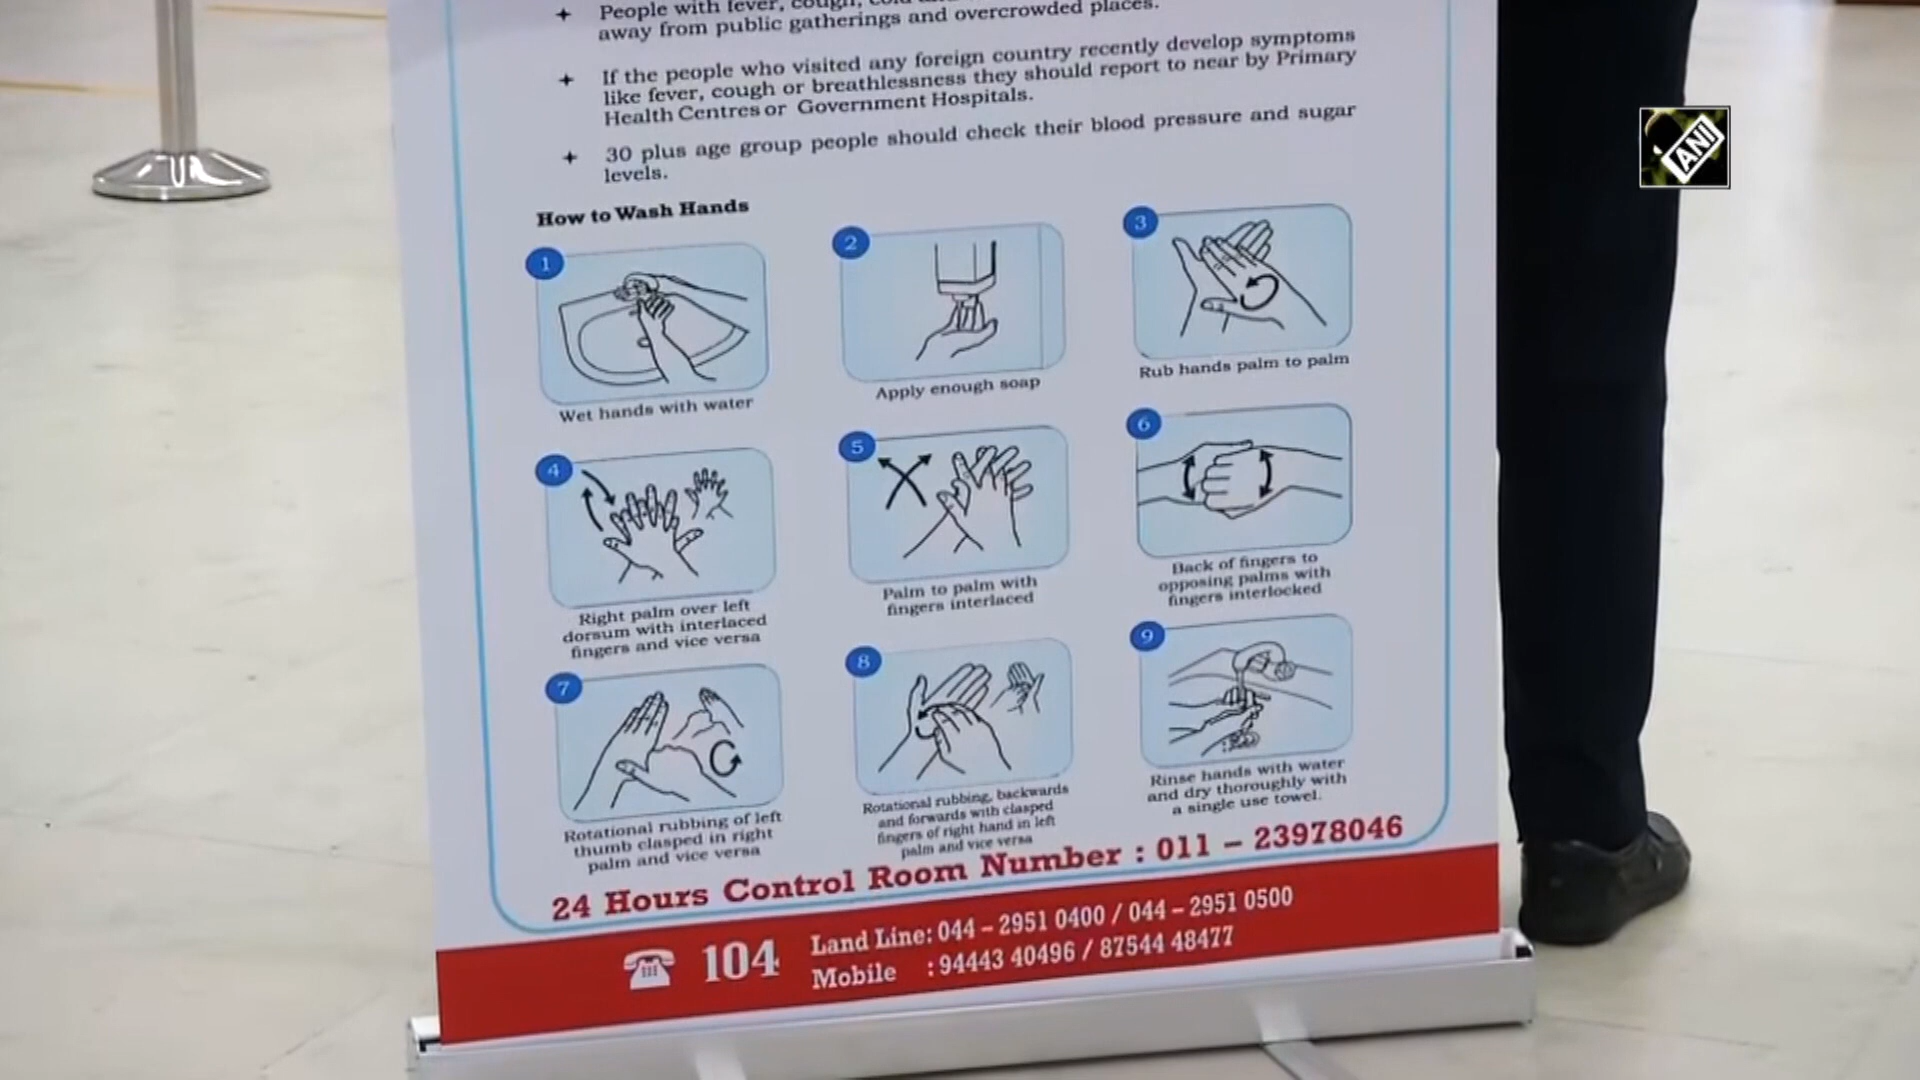 People with fever, cough, cold
away from public gatherings and overcrowded places.
If the people who visited any foreign country recently develop symptoms
like fever, cough or breathlessness they should report to near by Primary
Health Centres or Government Hospitals.
30 plus age group people should check their blood pressure and sugar
levels.
How to Wash Hands
1
2
3
Wet hands with water
Apply enough soap
Rub hands palm to palm
4
5
6
Right palm over left
dorsum with interlaced
fingers and vice versa
Palm to palm with
fingers interlaced
Back of fingers to
opposing palms with
fingers interlocked
7
8
9
Rotational rubbing of left
thumb clasped in right
palm and vice versa
Rotational rubbing, backwards
and forwards with clasped
fingers of right hand in left
palm and vice versa
Rinse hands with water
and dry thoroughly with
a single use towel.
24 Hours Control Room Number : 011 – 23978046
104
Land Line: 044 – 2951 0400 / 044 – 2951 0500
Mobile : 94443 40496 / 87544 48477
ANI